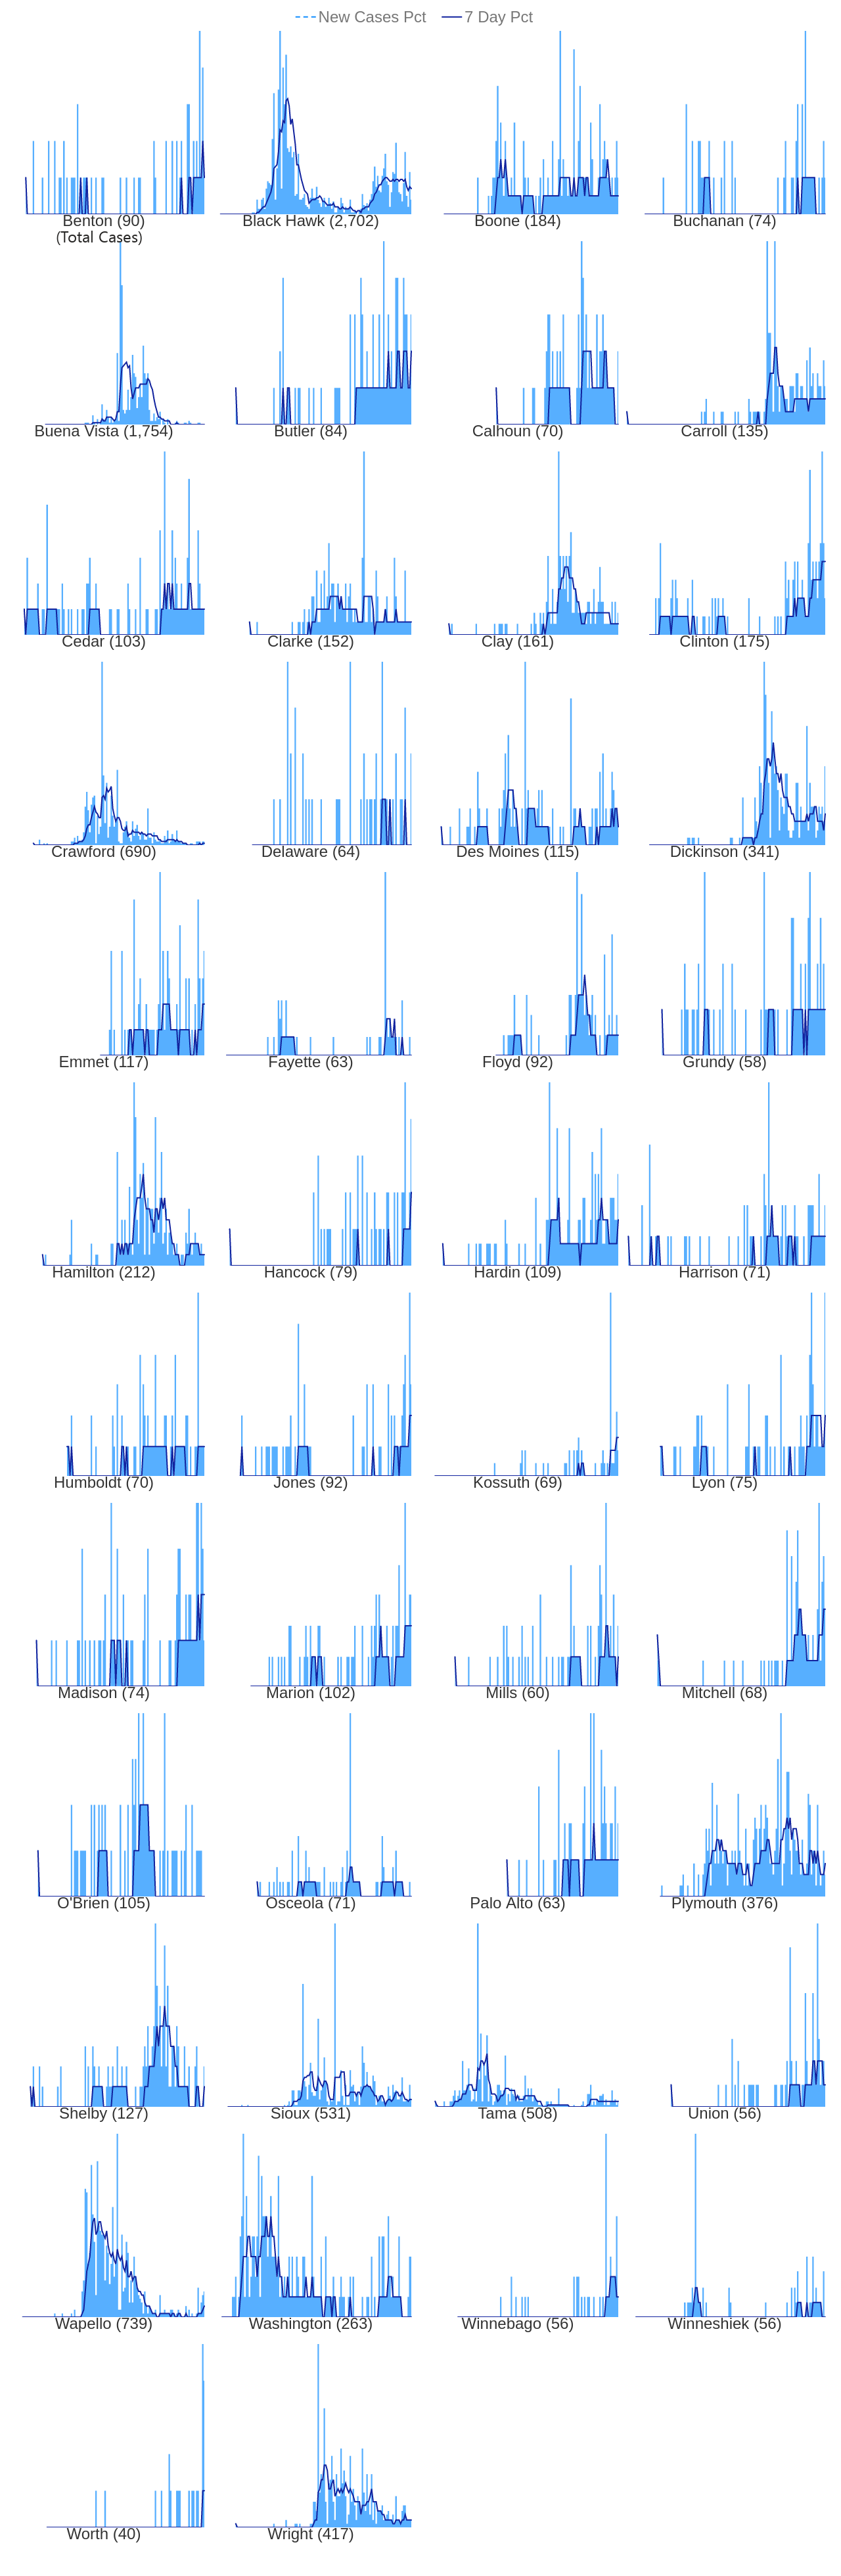 New Cases Pct 7 Day Pct
Benton (90) Black Hawk (2,702) Boone (184) Buchanan (74)
(Total Cases)
Buena Vista (1,754) Butler (84) Calhoun (70) Carroll (135)
Cedar (103) Clarke (152) Clay (161) Clinton (175)
Crawford (690) Delaware (64) Des Moines (115) Dickinson (341)
Emmet (117) Fayette (63) Floyd (92) Grundy (58)
Hamilton (212) Hancock (79) Hardin (109) Harrison (71)
Humboldt (70) Jones (92) Kossuth (69) Lyon (75)
Madison (74) Marion (102) Mills (60) Mitchell (68)
O'Brien (105) Osceola (71) Palo Alto (63) Plymouth (376)
Shelby (127) Sioux (531) Tama (508) Union (56)
Wapello (739) Washington (263) Winnebago (56) Winneshiek (56)
Worth (40) Wright (417)